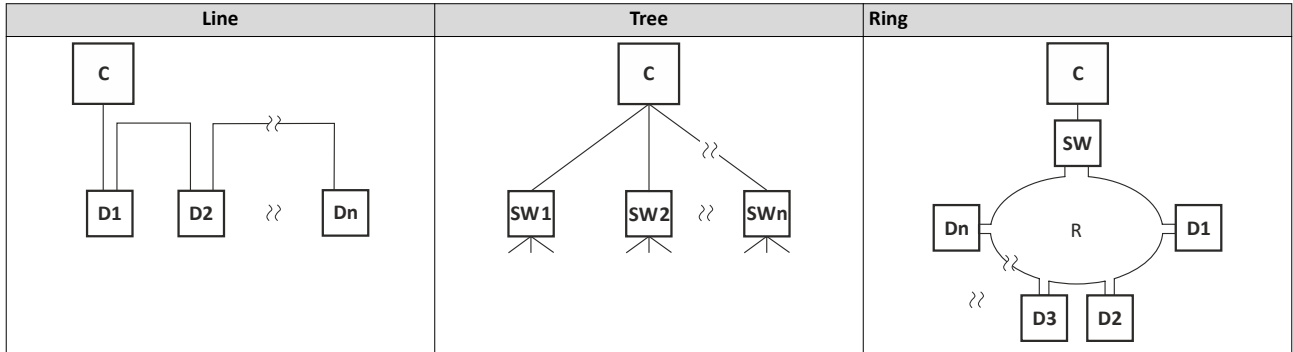 Line Tree Ring
C
D1 D2 Dn
C
SW1 SW2 SWn
C
SW
Dn R D1
D3 D2